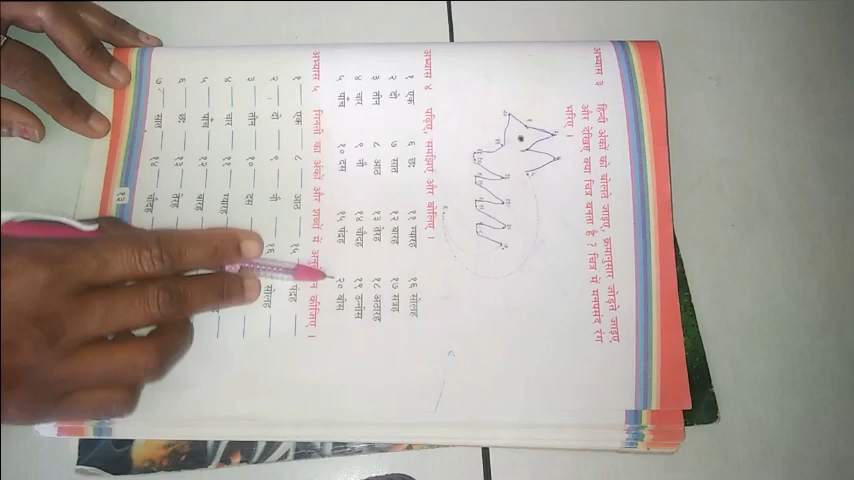 अभ्यास ३ हिन्दी अंकों को बोलते जाइए, क्रमानुसार जोड़ते जाइए
और देखिए क्या चित्र बनता है ? चित्र में मनपसंद रंग
भरिए ।
अभ्यास ४ पढ़िए, समझिए और बोलिए ।
१ एक ६ छः ११ ग्यारह १६ सोलह
२ दो ७ सात १२ बारह १७ सत्रह
३ तीन ८ आठ १३ तेरह १८ अठारह
४ चार ९ नौ १४ चौदह १९ उन्नीस
५ पाँच १० दस १५ पंद्रह २० बीस
अभ्यास ५ गिनती का अंकों और शब्दों में कीजिए ।
१ एक ८ आठ १५ पंद्रह
२ दो ९ नौ १६ सोलह
३ तीन १० दस
४ चार ११ ग्यारह
५ पाँच १२ बारह
६ छः १३ तेरह
७ सात १४ चौदह
१३